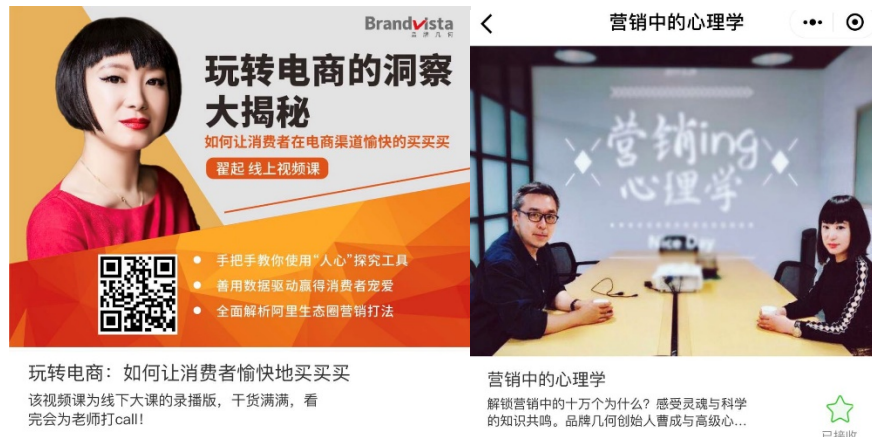 Brandvista
品牌几何
玩转电商的洞察
大揭秘
如何让消费者在电商渠道愉快的买买买
翟起 线上视频课
手把手教你使用“人心”探究工具
善用数据驱动赢得消费者宠爱
全面解析阿里生态圈营销打法
玩转电商：如何让消费者愉快地买买买
该视频课为线下大课的录播版，干货满满，看
完会为老师打call！
营销中的心理学
营销ing
心理学
Nice Day
营销中的心理学
解锁营销中的十万个为什么？感受灵魂与科学
的知识共鸣。品牌几何创始人曹成与高级心...
已接收